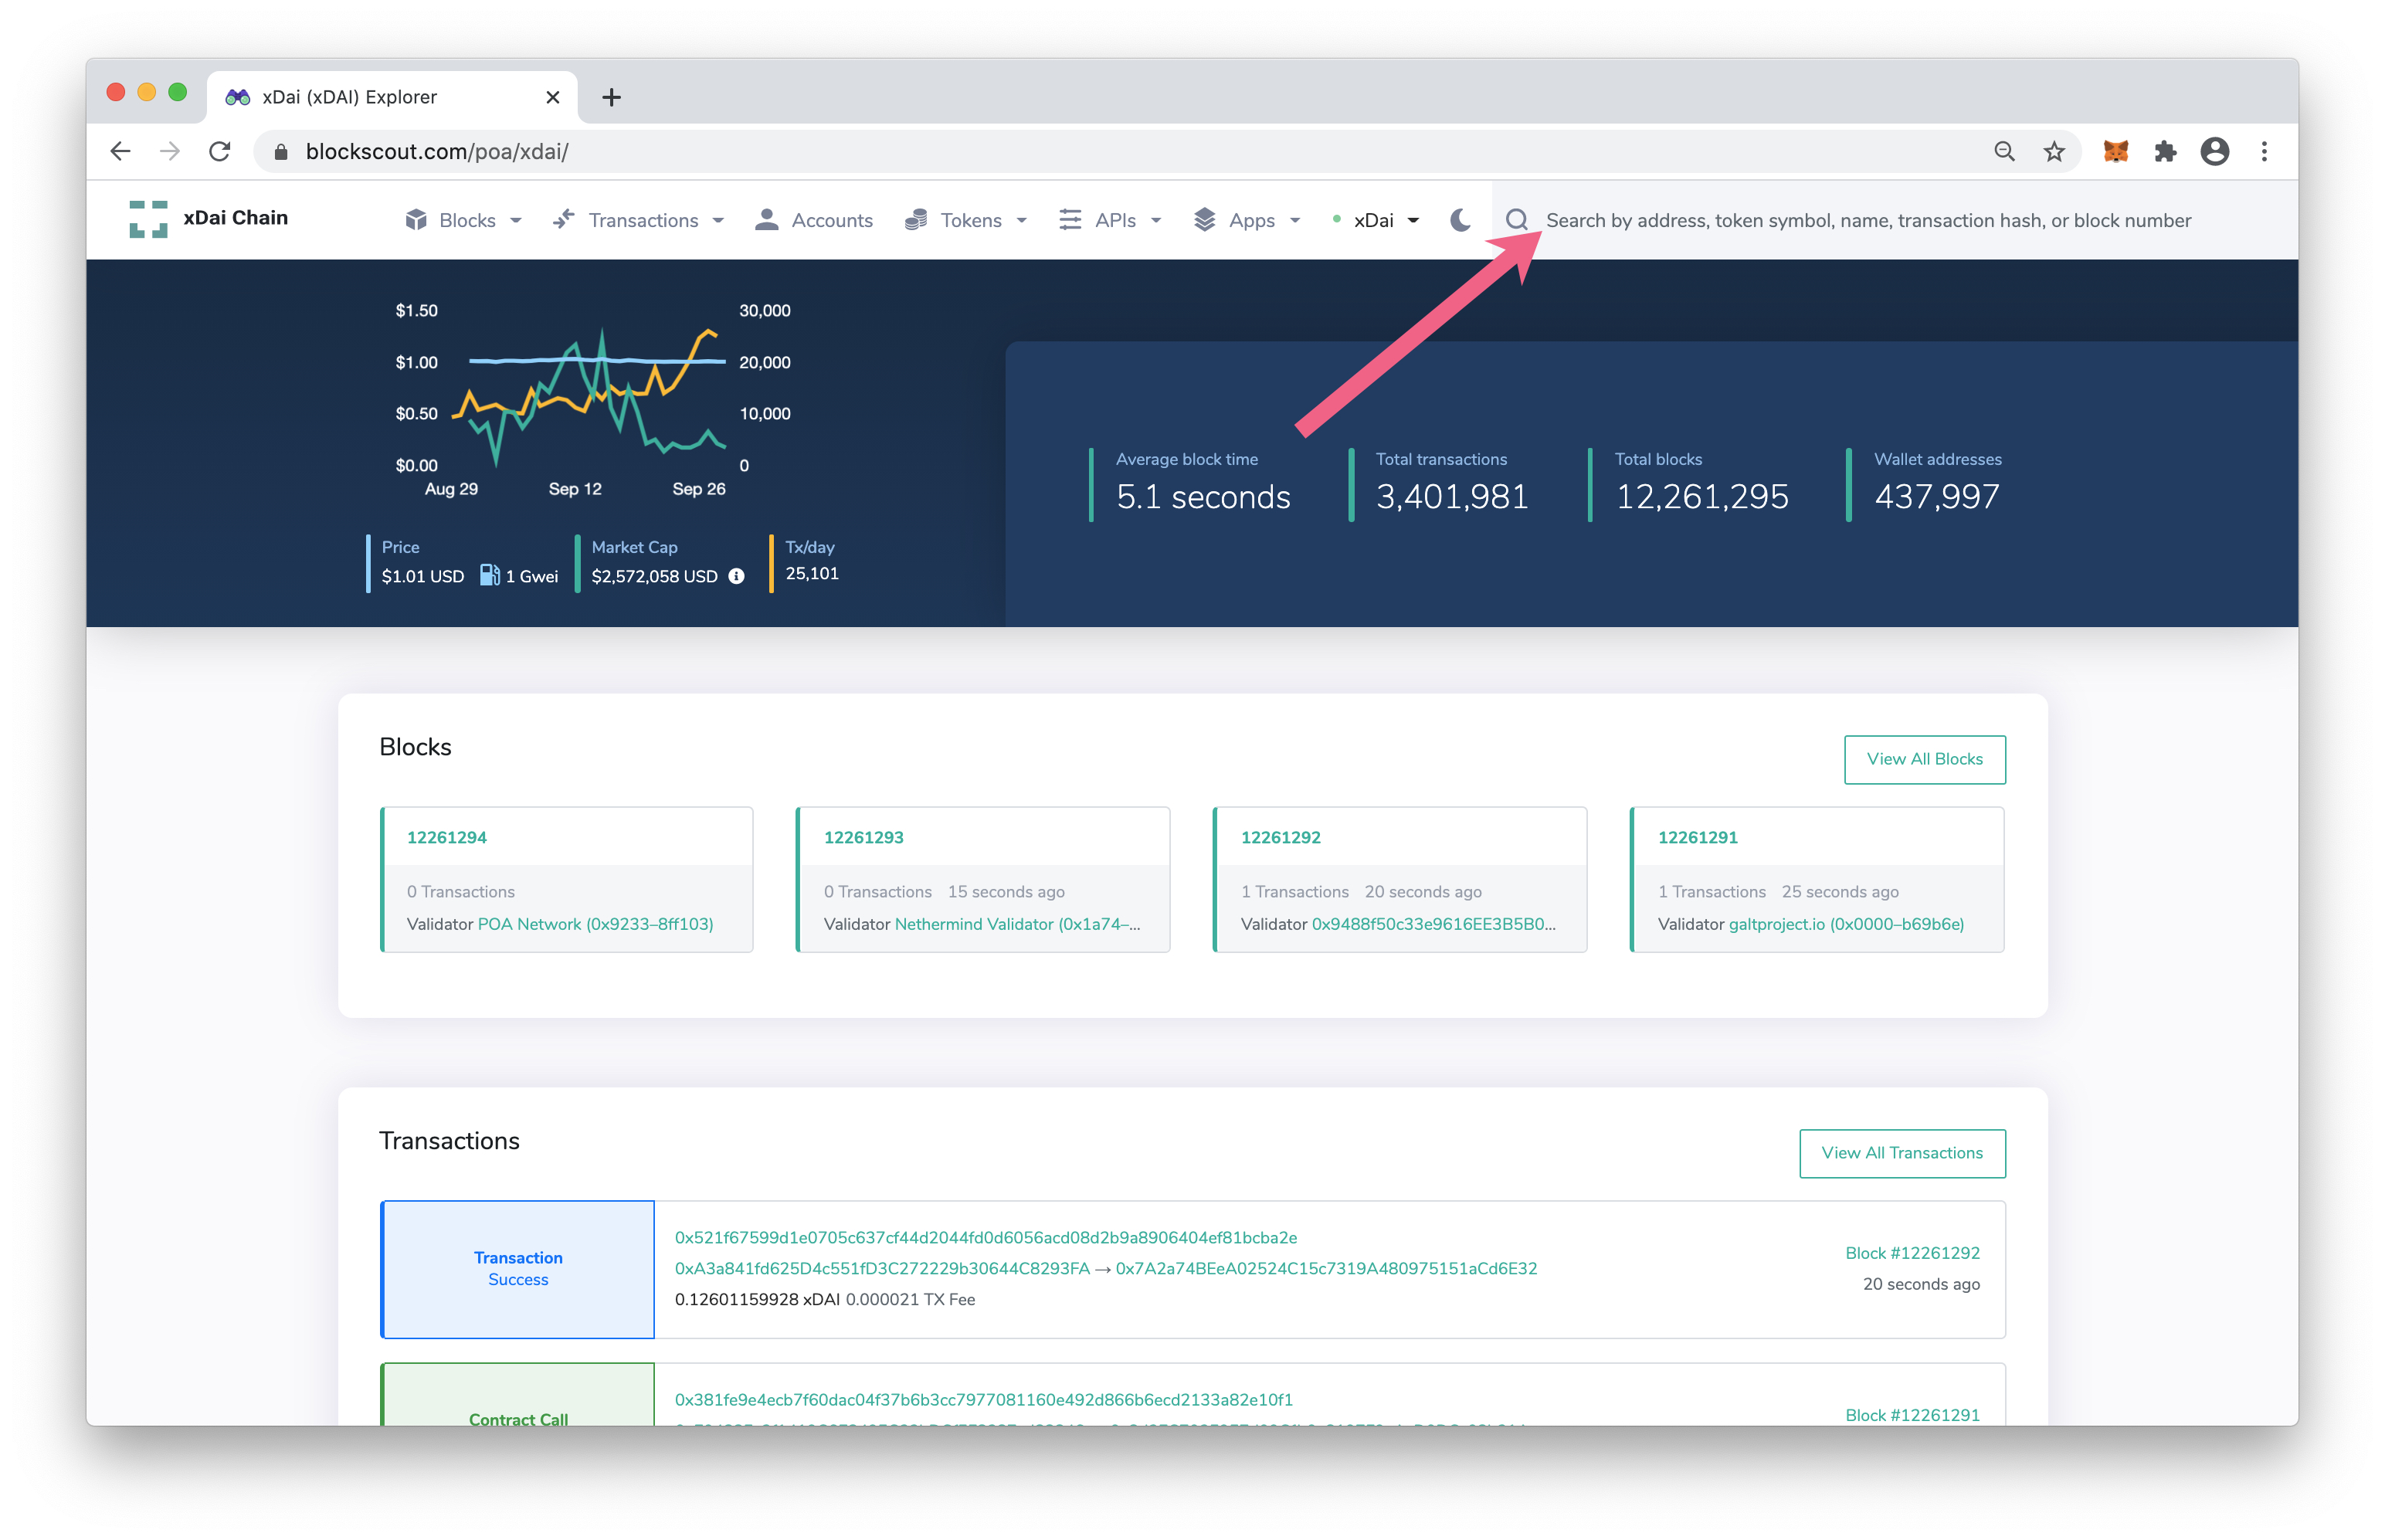 xDai (xDAI) Explorer
blockscout.com/poa/xdai/
xDai Chain
Blocks
Transactions
Accounts
Tokens
APIs
Apps
xDai
Search by address, token symbol, name, transaction hash, or block number
$1.50
30,000
$1.00
20,000
$0.50
10,000
$0.00
0
Aug 29
Sep 12
Sep 26
Price
$1.01 USD
1 Gwei
Market Cap
$2,572,058 USD
Tx/day
25,101
Average block time
5.1 seconds
Total transactions
3,401,981
Total blocks
12,261,295
Wallet addresses
437,997
Blocks
View All Blocks
12261294
0 Transactions
Validator POA Network (0x9233–8ff103)
12261293
0 Transactions 15 seconds ago
Validator Nethermind Validator (0x1a74–...
12261292
1 Transactions 20 seconds ago
Validator 0x9488f50c33e9616EE3B5B0...
12261291
1 Transactions 25 seconds ago
Validator galtproject.io (0x0000–b69b6e)
Transactions
View All Transactions
Transaction
Success
0x521f67599d1e0705c637cf44d2044fd0d6056acd08d2b9a8906404ef81bcba2e
0xA3a841fd625D4c551fD3C272229b30644C8293FA → 0x7A2a74BEeA02524C15c7319A480975151aCd6E32
0.12601159928 xDAI 0.000021 TX Fee
Block #12261292
20 seconds ago
Contract Call
0x381fe9e4ecb7f60dac04f37b6b3cc7977081160e492d866b6ecd2133a82e10f1
Block #12261291